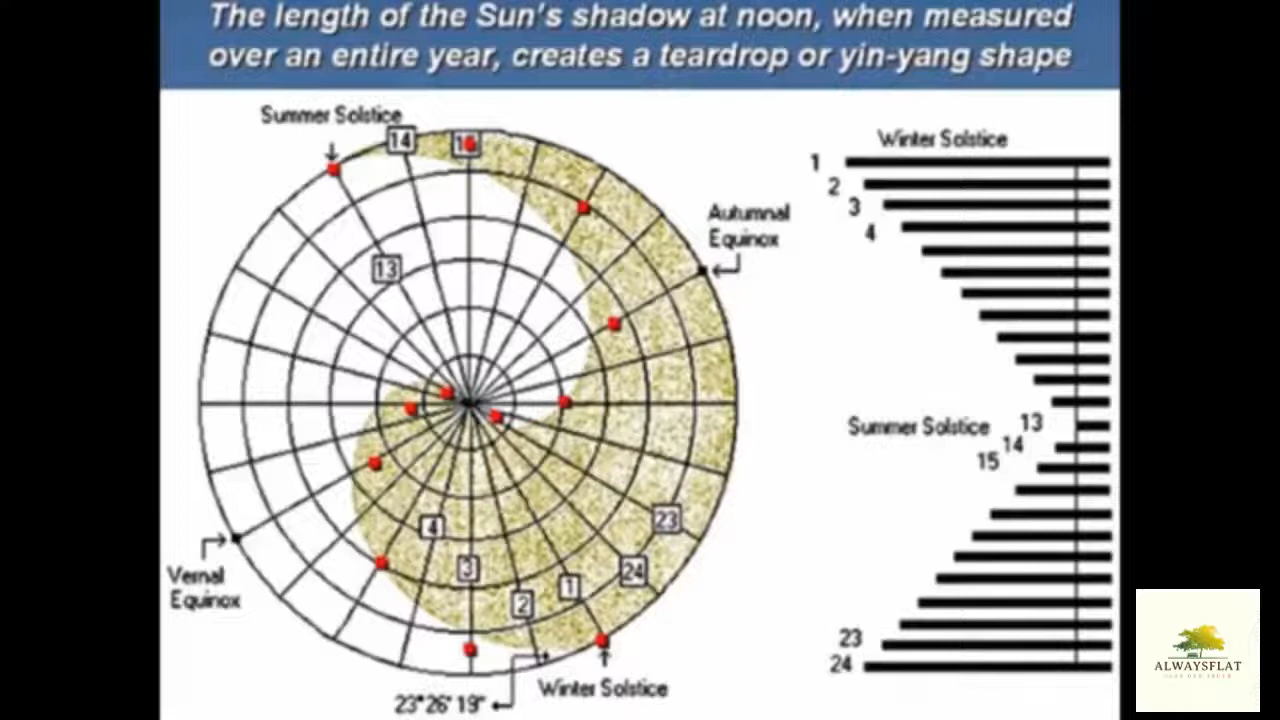 The length of the Sun's shadow at noon, when measured
over an entire year, creates a teardrop or yin-yang shape
Summer Solstice
14
13
Autumnal
Equinox
Vernal
Equinox
4
3
2
1
24
23
23° 26' 19"
Winter Solstice
Winter Solstice
1
2
3
4
Summer Solstice
13
14
15
23
24
ALWAYSFLAT